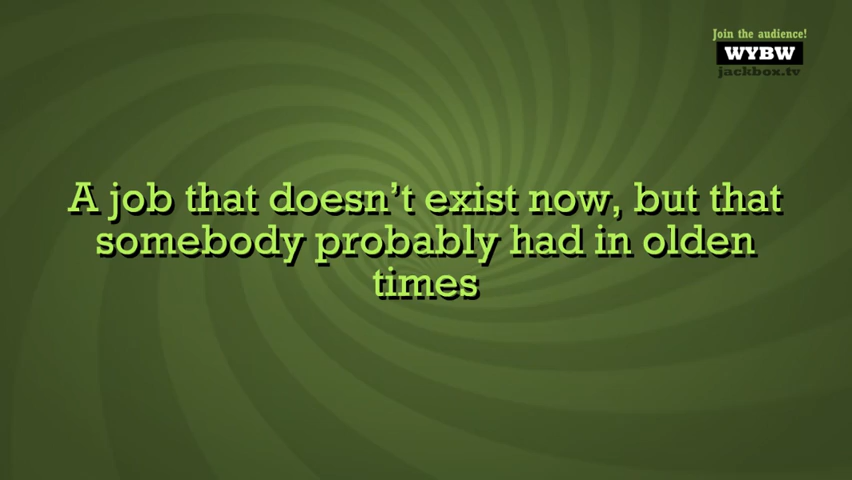 Join the audience!
WYBW
jackbox.tv
A job that doesn't exist now, but that
somebody probably had in olden
times